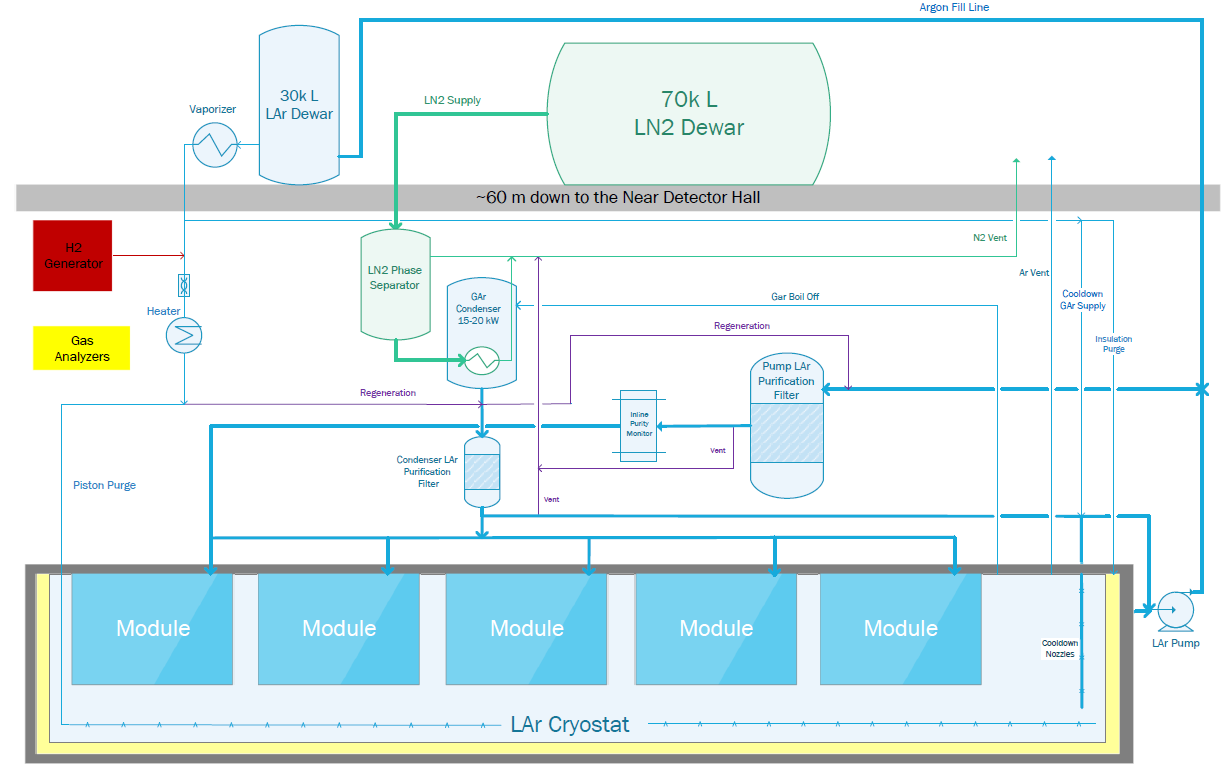 Argon Fill Line
30k L
LAr Dewar
Vaporizer
LN2 Supply
70k L
LN2 Dewar
~60 m down to the Near Detector Hall
H2
Generator
Heater
Gas
Analyzers
LN2 Phase
Separator
GAr
Condenser
15-20 kW
N2 Vent
Ar Vent
Cooldown
GAr Supply
Insulation
Purge
Gar Boil Off
Regeneration
Regeneration
Pump LAr
Purification
Filter
Inline
Purity
Monitor
Vent
Condenser LAr
Purification
Filter
Vent
Piston Purge
Module
Module
Module
Module
Module
Cooldown
Nozzles
LAr Pump
LAr Cryostat